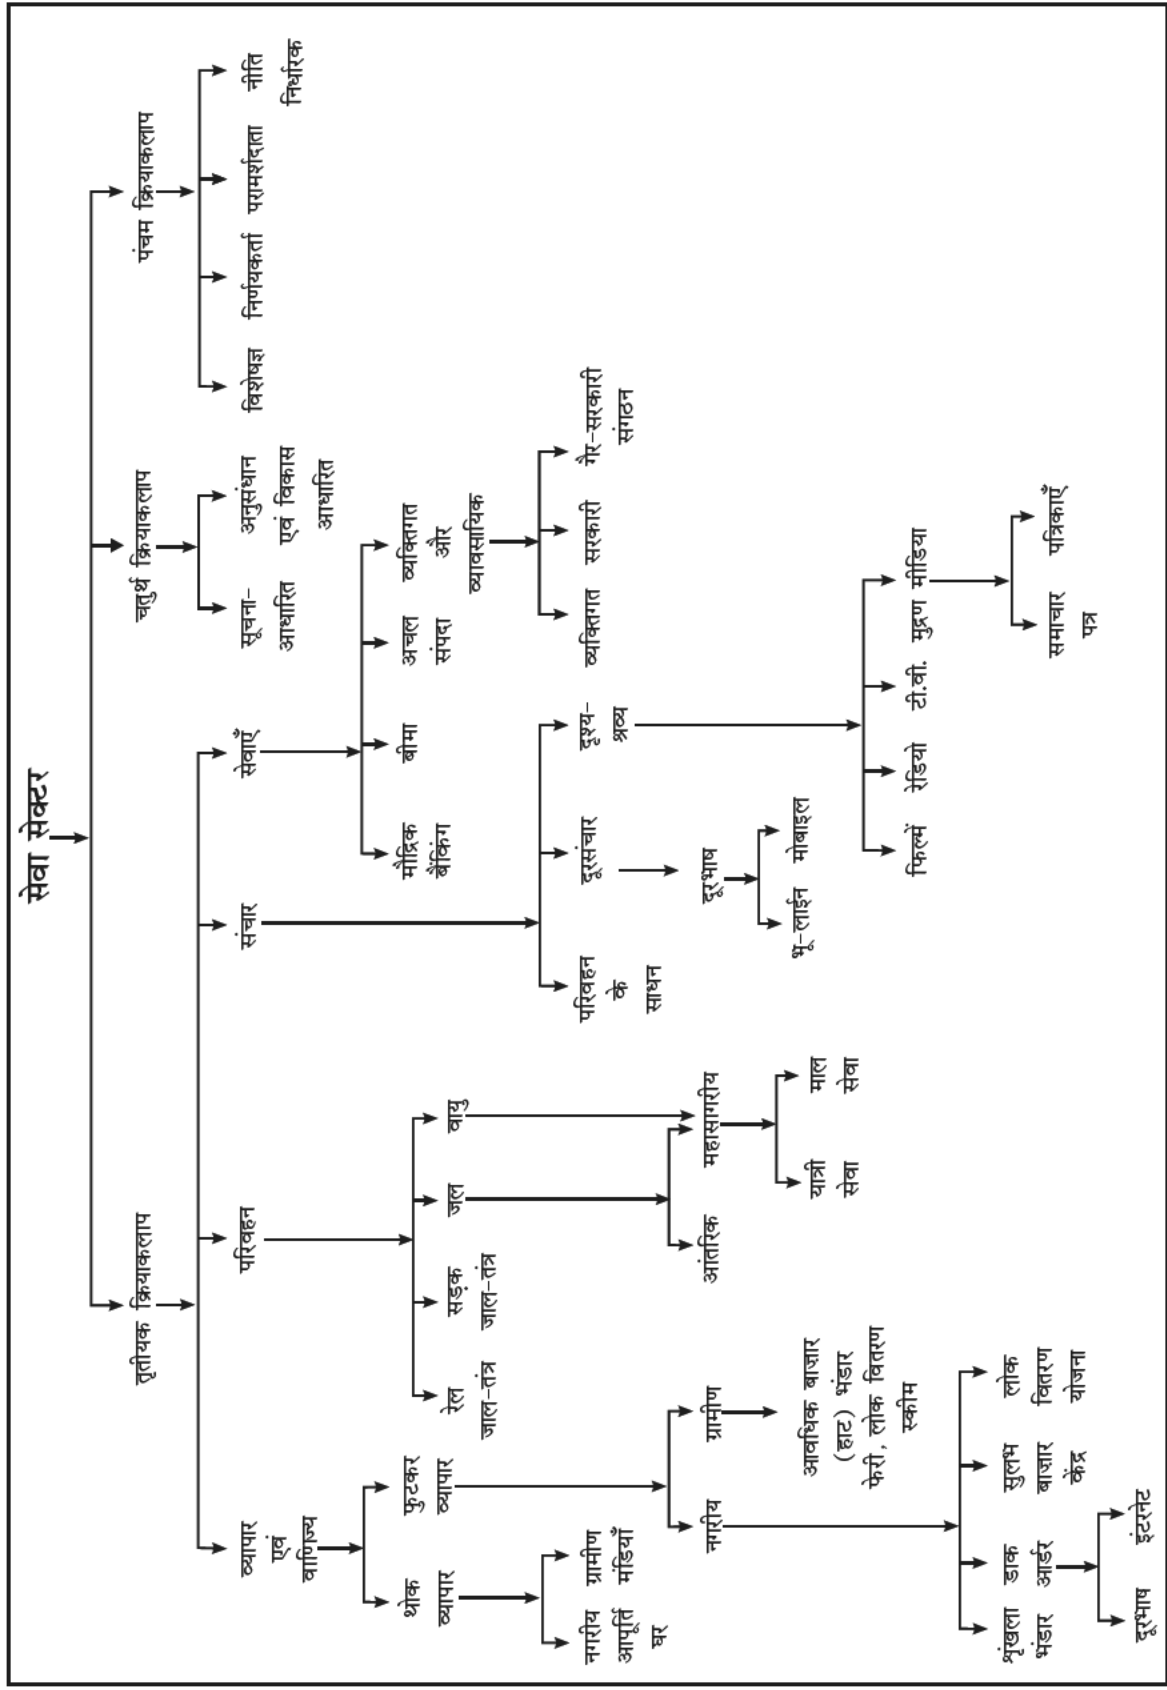 सेवा सेक्टर
तृतीयक क्रियाकलाप
चतुर्थ क्रियाकलाप
पंचम क्रियाकलाप
व्यापार
एवं
वाणिज्य
परिवहन
संचार
सेवाएँ
सूचना-
आधारित
अनुसंधान
एवं विकास
आधारित
विशेषज्ञ
निर्णयकर्ता
परामर्शदाता
नीति
निर्धारक
थोक
व्यापार
फुटकर
व्यापार
रेल
जाल-तंत्र
सड़क
जाल-तंत्र
जल
वायु
मौद्रिक
बैंकिंग
बीमा
अचल
संपदा
व्यक्तिगत
और
व्यावसायिक
नगरीय
आपूर्ति
घर
ग्रामीण
मंडियाँ
परिवहन
के
साधन
दूरसंचार
दृश्य-
श्रव्य
व्यक्तिगत
सरकारी
गैर-सरकारी
संगठन
नगरीय
ग्रामीण
आंतरिक
महासागरीय
दूरभाष
आवधिक बाज़ार
(हाट) भंडार
फेरी, लोक वितरण
स्कीम
यात्री
सेवा
माल
सेवा
भू-लाईन
मोबाइल
फिल्में
रेडियो
टी.वी.
मुद्रण मीडिया
शृंखला
भंडार
डाक
आर्डर
सुलभ
बाज़ार
केंद्र
लोक
वितरण
योजना
समाचार
पत्र
पत्रिकाएँ
दूरभाष
इंटरनेट